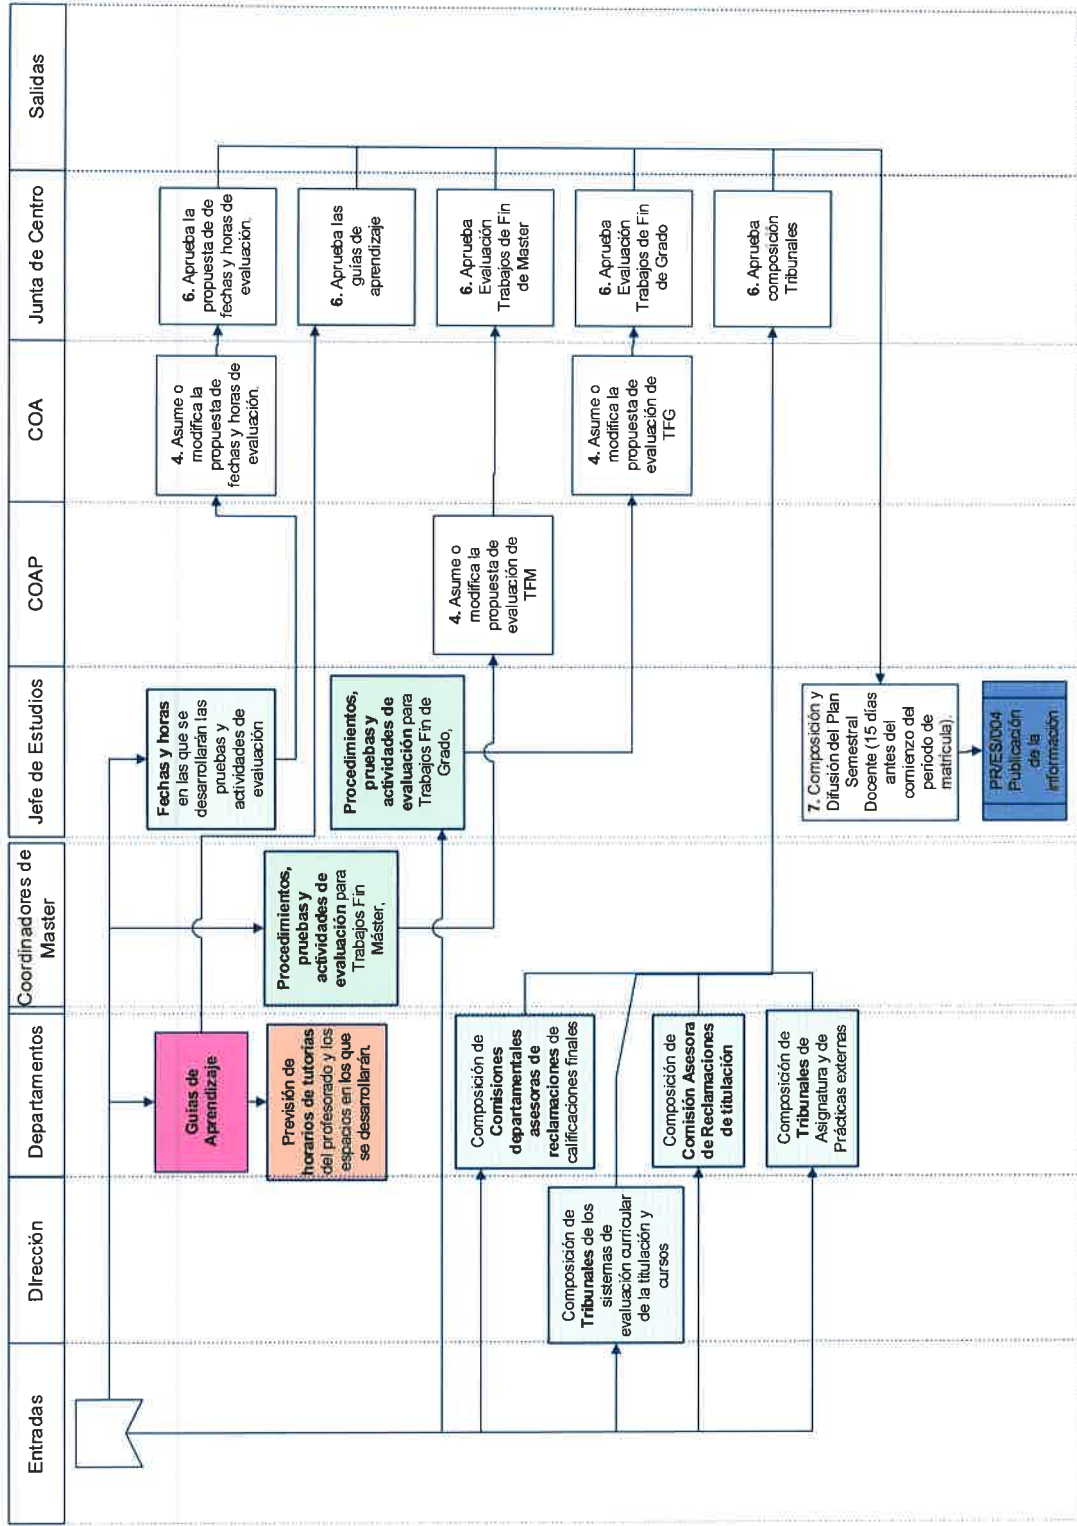 Entradas
DIrección
Departamentos
Coordinadores de
Master
Jefe de Estudios
COAP
COA
Junta de Centro
Salidas
Guías de
Aprendizaje
Previsión de
horarios de tutorías
del profesorado y los
espacios en los que
se desarrollarán.
Fechas y horas
en las que se
desarrollarán las
pruebas y
actividades de
evaluación
4. Asume o
modifica la
propuesta de
fechas y horas de
evaluación.
6. Aprueba la
propuesta de de
fechas y horas de
evaluación.
6. Aprueba las
guías de
aprendizaje
Procedimientos,
pruebas y
actividades de
evaluación para
Trabajos Fin
Máster,
Procedimientos,
pruebas y
actividades de
evaluación para
Trabajos Fin de
Grado,
4. Asume o
modifica la
propuesta de
evaluación de
TFM
6. Aprueba
Evaluación
Trabajos de Fin
de Master
4. Asume o
modifica la
propuesta de
evaluación de
TFG
6. Aprueba
Evaluación
Trabajos de Fin
de Grado
Composición de
Comisiones
departamentales
asesoras de
reclamaciones de
calificaciones finales
Composición de
Tribunales de los
sistemas de
evaluación curricular
de la titulación y
cursos
Composición de
Comisión Asesora
de Reclamaciones
de titulación
Composición de
Tribunales de
Asignatura y de
Prácticas externas
6. Aprueba
composición
Tribunales
7. Composición y
Difusión del Plan
Semestral
Docente (15 días
antes del
comienzo del
periodo de
matrícula).
PR/ES/004
Publicación
de la
información